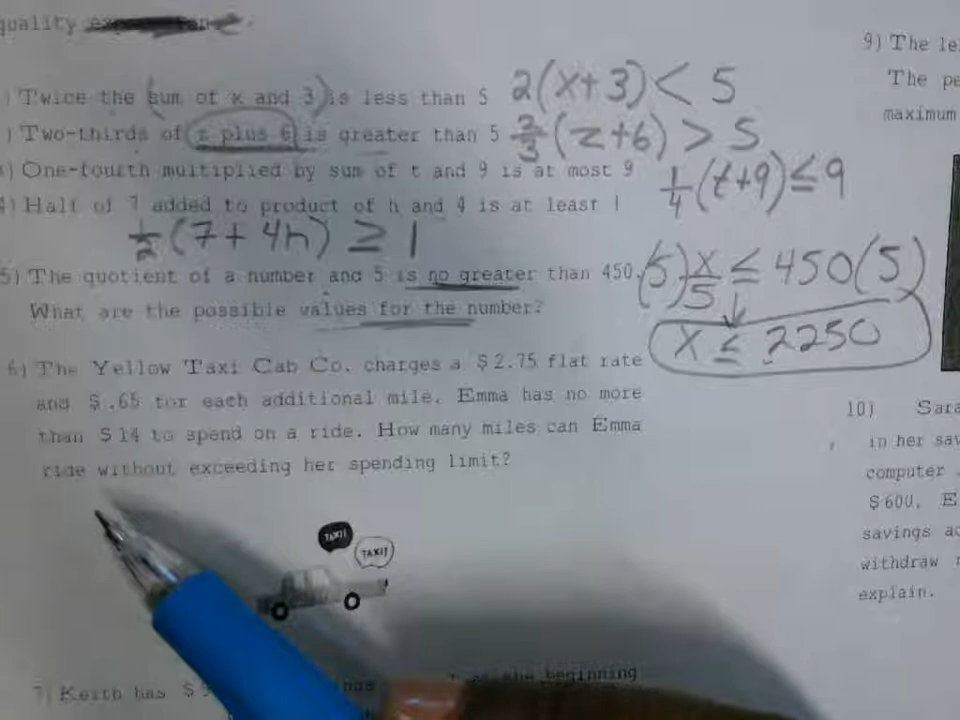 quality
) Twice the sum of x and 3 is less than 5 2(x+3) < 5
) Two-thirds of z plus 6 is greater than 5 2/3 (z+6) > 5
) One-fourth multiplied by sum of t and 9 is at most 9 1/4 (t+9) ≤ 9
4) Half of 7 added to product of h and 4 is at least 1
1/2 (7 + 4h) ≥ 1
5) The quotient of a number and 5 is no greater than 450. (5) x/5 ≤ 450(5)
What are the possible values for the number? x ≤ 2250
6) The Yellow Taxi Cab Co. charges a $2.75 flat rate
and $.65 for each additional mile. Emma has no more
than $14 to spend on a ride. How many miles can Emma
ride without exceeding her spending limit?
TAXI!
TAXI!
7) Keith has $
beginning
9) The le
The pe
maximum
10) Sara
in her sav
computer
$600. E
savings ac
withdraw
explain.